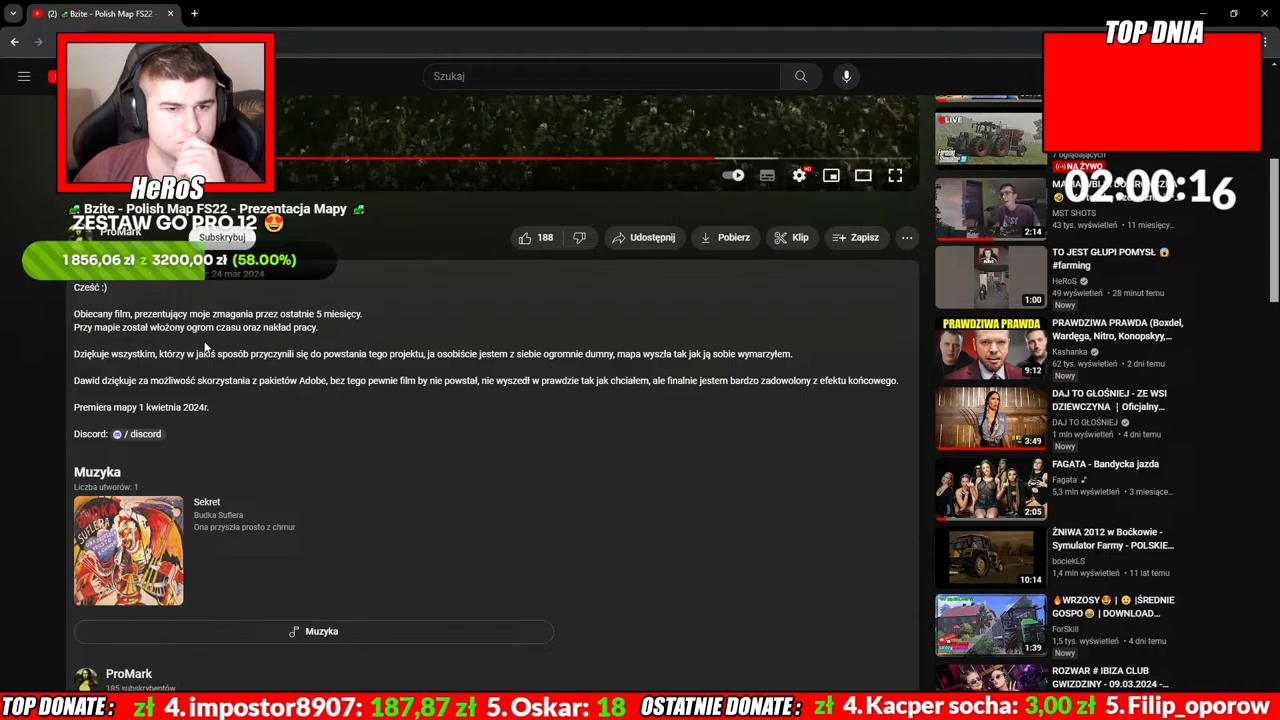 (2) Bzite - Polish Map FS22 -
Szukaj
TOP DNIA
02:00:16
HeRoS
Bzite - Polish Map FS22 - Prezentacja Mapy
ProMark
Subskrybuj
188
Udostępnij
Pobierz
Klip
Zapisz
ZESTAW GO PRO 12
1 856,06 zł z 3200,00 zł (58.00%)
24 mar 2024
Cześć :)
Obiecany film, prezentujący moje zmagania przez ostatnie 5 miesięcy.
Przy mapie został włożony ogrom czasu oraz nakład pracy.
Dziękuje wszystkim, którzy w jakiś sposób przyczynili się do powstania tego projektu, ja osobiście jestem z siebie ogromnie dumny, mapa wyszła tak jak ją sobie wymarzyłem.
Dawid dziękuje za możliwość skorzystania z pakietów Adobe, bez tego pewnie film by nie powstał, nie wyszedł w prawdzie tak jak chciałem, ale finalnie jestem bardzo zadowolony z efektu końcowego.
Premiera mapy 1 kwietnia 2024r.
Discord: / discord
Muzyka
Liczba utworów: 1
Sekret
Budka Suflera
Ona przyszła prosto z chmur
BUDKA
SUFLERA
Muzyka
ProMark
185 subskrybentów
LIVE
7 oglądających
NA ŻYWO
MST SHOTS
43 tys. wyświetleń • 11 miesięcy...
2:14
TO JEST GŁUPI POMYSŁ
#farming
HeRoS
49 wyświetleń • 28 minut temu
Nowy
1:00
PRAWDZIWA PRAWDA
PRAWDZIWA PRAWDA (Boxdel,
Wardęga, Nitro, Konopskyy,...
Kashanka
62 tys. wyświetleń • 2 dni temu
Nowy
9:12
DAJ TO GŁOŚNIEJ - ZE WSI
DZIEWCZYNA ¦ Oficjalny...
DAJ TO GŁOŚNIEJ
1 mln wyświetleń • 4 dni temu
Nowy
3:49
FAGATA - Bandycka jazda
Fagata
5,3 mln wyświetleń • 3 miesiące...
2:05
ŻNIWA 2012 w Boćkowie -
Symulator Farmy - POLSKIE...
bociekLS
1,4 mln wyświetleń • 11 lat temu
10:14
WRZOSY | |ŚREDNIE
GOSPO | DOWNLOAD...
ForSkill
1,5 tys. wyświetleń • 4 dni temu
Nowy
1:39
ROZWAR # IBIZA CLUB
GWIZDZINY - 09.03.2024 -...
TOP DONATE : zł 4. impostor8907: 187,87 zł 5. Oskar: 18
OSTATNIE DONATE : zł 4. Kacper socha: 3,00 zł 5. Filip_oporow